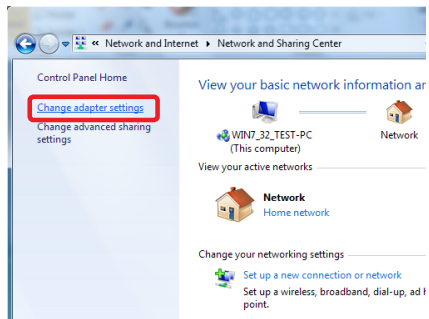 « Network and Internet ▸ Network and Sharing Center
Control Panel Home
Change adapter settings
Change advanced sharing
settings
View your basic network information
WIN7_32_TEST-PC
(This computer)
Network
View your active networks
Network
Home network
Change your networking settings
Set up a new connection or network
Set up a wireless, broadband, dial-up, ad
point.